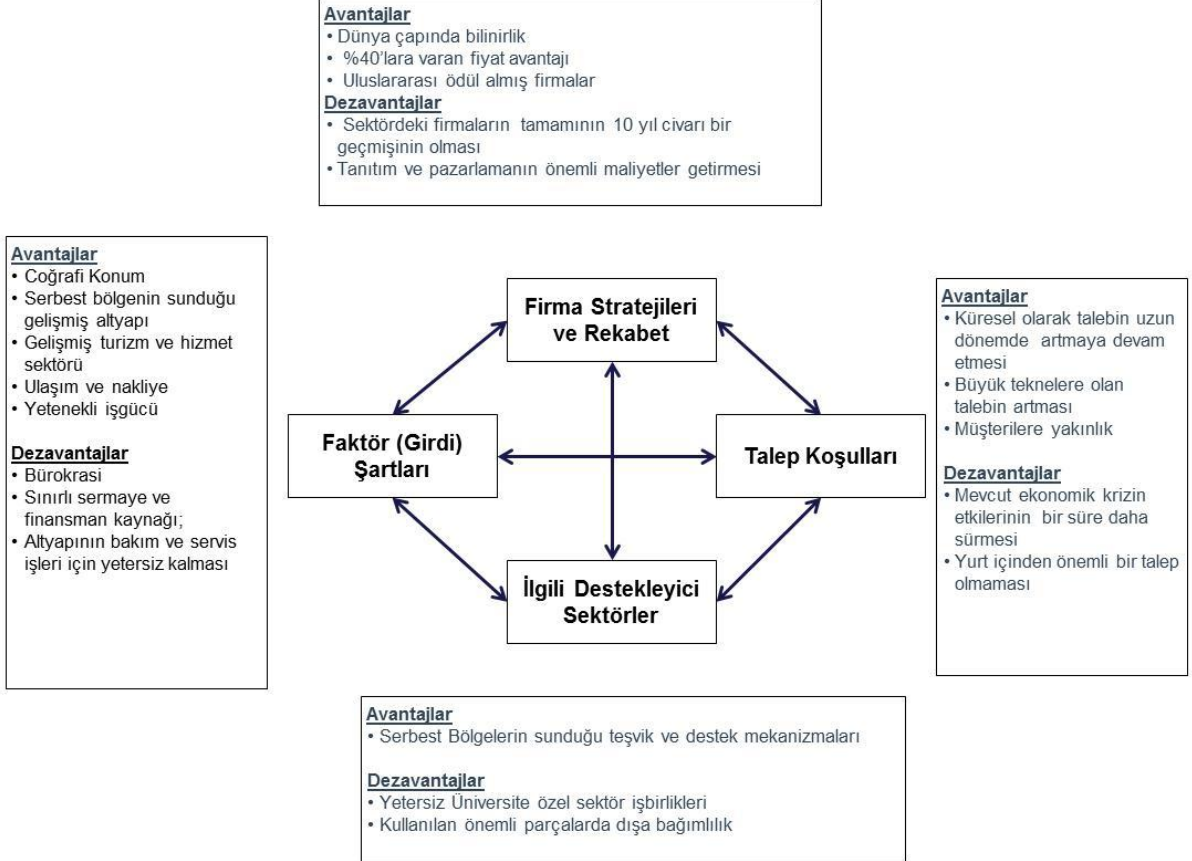 Avantajlar
• Dünya çapında bilinirlik
• %40'lara varan fiyat avantajı
• Uluslararası ödül almış firmalar
Dezavantajlar
• Sektördeki firmaların tamamının 10 yıl civarı bir
geçmişinin olması
• Tanıtım ve pazarlamanın önemli maliyetler getirmesi
Avantajlar
• Coğrafi Konum
• Serbest bölgenin sunduğu
gelişmiş altyapı
• Gelişmiş turizm ve hizmet
sektörü
• Ulaşım ve nakliye
• Yetenekli işgücü
Dezavantajlar
• Bürokrasi
• Sınırlı sermaye ve
finansman kaynağı;
• Altyapının bakım ve servis
işleri için yetersiz kalması
Firma Stratejileri
ve Rekabet
Faktör (Girdi)
Şartları
Talep Koşulları
İlgili Destekleyici
Sektörler
Avantajlar
• Küresel olarak talebin uzun
dönemde artmaya devam
etmesi
• Büyük teknelere olan
talebin artması
• Müşterilere yakınlık
Dezavantajlar
• Mevcut ekonomik krizin
etkilerinin bir süre daha
sürmesi
• Yurt içinden önemli bir talep
olmaması
Avantajlar
• Serbest Bölgelerin sunduğu teşvik ve destek mekanizmaları
Dezavantajlar
• Yetersiz Üniversite özel sektör işbirlikleri
• Kullanılan önemli parçalarda dışa bağımlılık